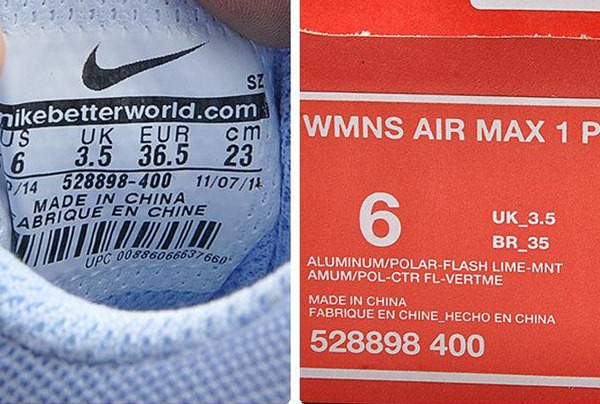 SZ
nikebetterworld.com
US UK EUR cm
6 3.5 36.5 23
/14 528898-400 11/07/14
MADE IN CHINA
FABRIQUE EN CHINE
UPC 00886066637660
WMNS AIR MAX 1 P
6
UK_3.5
BR_35
ALUMINUM/POLAR-FLASH LIME-MNT
AMUM/POL-CTR FL-VERTME
MADE IN CHINA
FABRIQUE EN CHINE_HECHO EN CHINA
528898 400